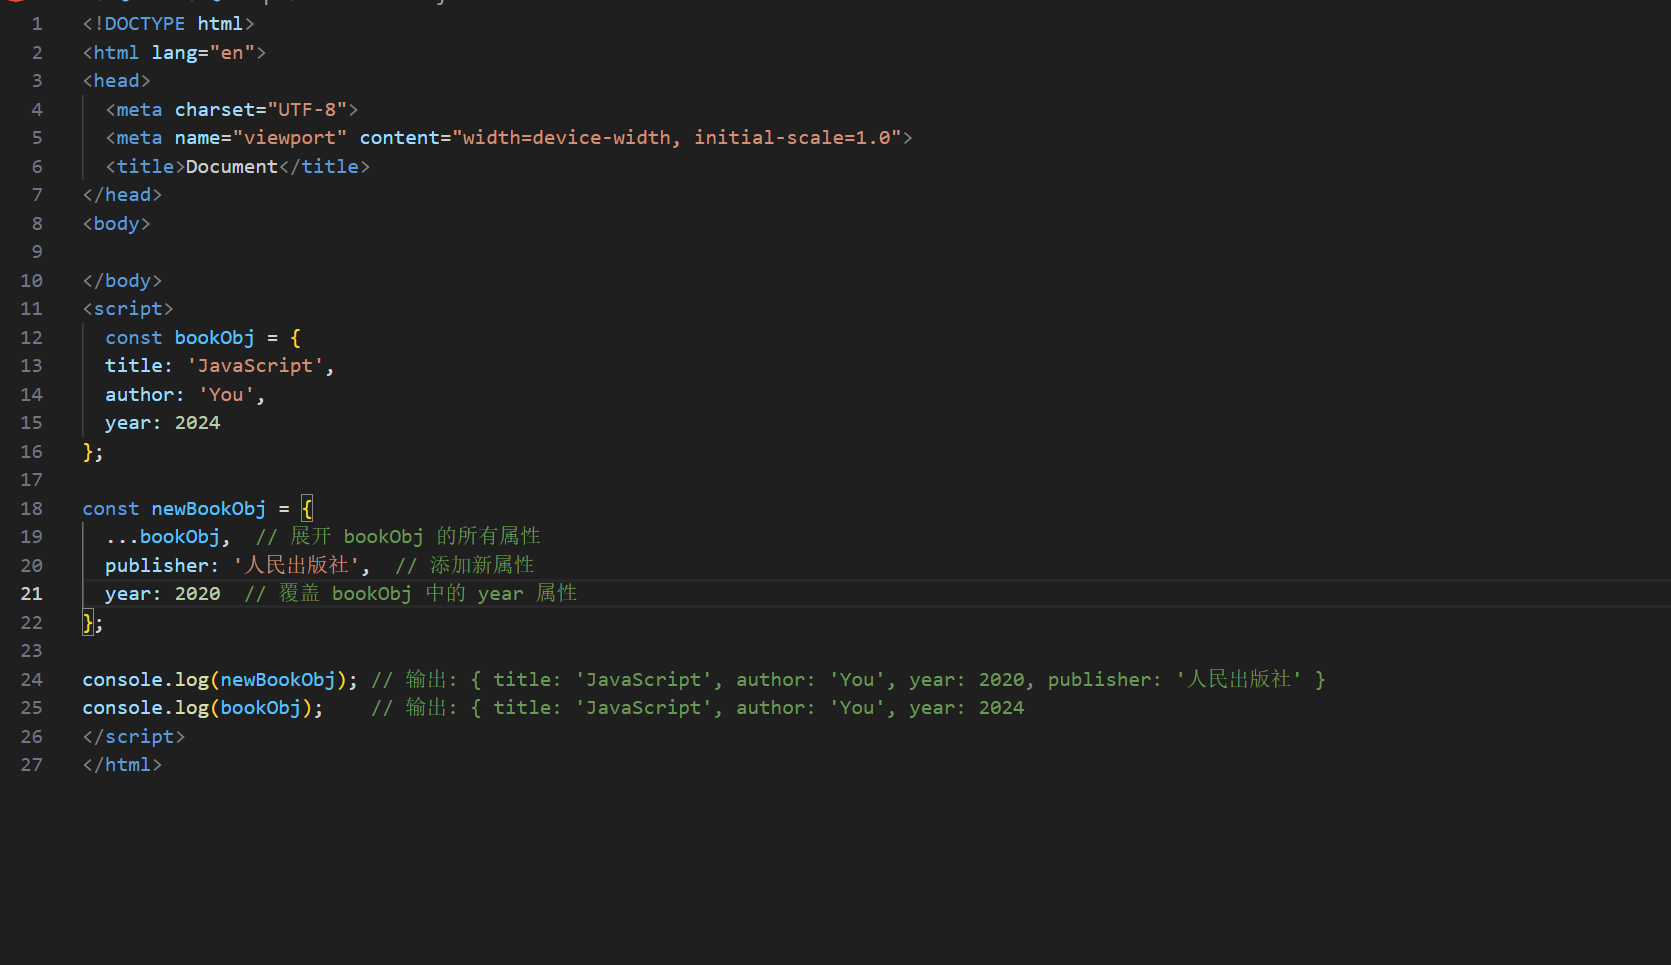 1 <!DOCTYPE html>
2 <html lang="en">
3 <head>
4   <meta charset="UTF-8">
5   <meta name="viewport" content="width=device-width, initial-scale=1.0">
6   <title>Document</title>
7 </head>
8 <body>
9
10 </body>
11 <script>
12   const bookObj = {
13   title: 'JavaScript',
14   author: 'You',
15   year: 2024
16 };
17
18 const newBookObj = {
19   ...bookObj,  // 展开 bookObj 的所有属性
20   publisher: '人民出版社',  // 添加新属性
21   year: 2020  // 覆盖 bookObj 中的 year 属性
22 };
23
24 console.log(newBookObj); // 输出: { title: 'JavaScript', author: 'You', year: 2020, publisher: '人民出版社' }
25 console.log(bookObj);    // 输出: { title: 'JavaScript', author: 'You', year: 2024
26 </script>
27 </html>